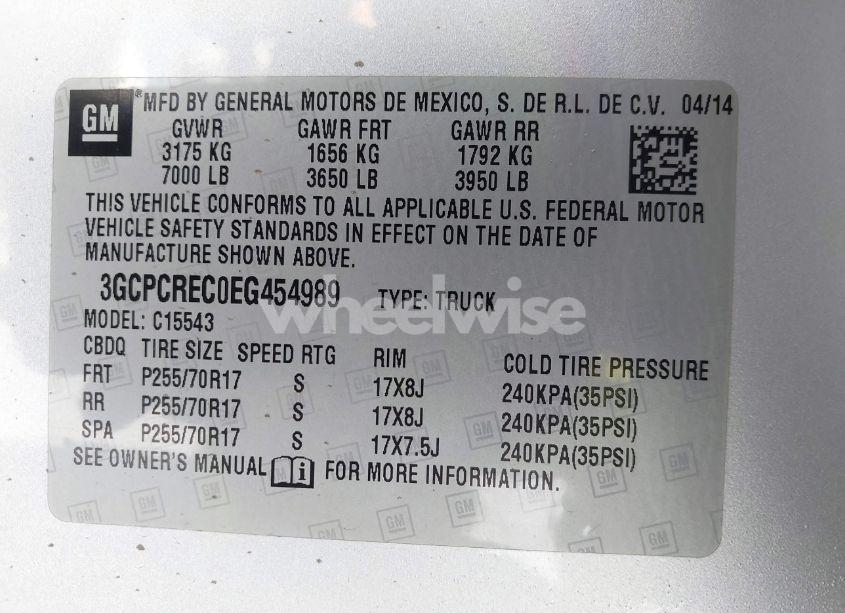 GM
®MFD BY GENERAL MOTORS DE MEXICO, S. DE R.L. DE C.V. 04/14
GVWR GAWR FRT GAWR RR
3175 KG 1656 KG 1792 KG
7000 LB 3650 LB 3950 LB
THIS VEHICLE CONFORMS TO ALL APPLICABLE U.S. FEDERAL MOTOR
VEHICLE SAFETY STANDARDS IN EFFECT ON THE DATE OF
MANUFACTURE SHOWN ABOVE.
3GCPCREC0EG454989 TYPE: TRUCK
wheelwise
MODEL: C15543
CBDQ TIRE SIZE SPEED RTG RIM COLD TIRE PRESSURE
FRT P255/70R17 S 17X8J 240KPA(35PSI)
RR P255/70R17 S 17X8J 240KPA(35PSI)
SPA P255/70R17 S 17X7.5J 240KPA(35PSI)
SEE OWNER'S MANUAL i FOR MORE INFORMATION.